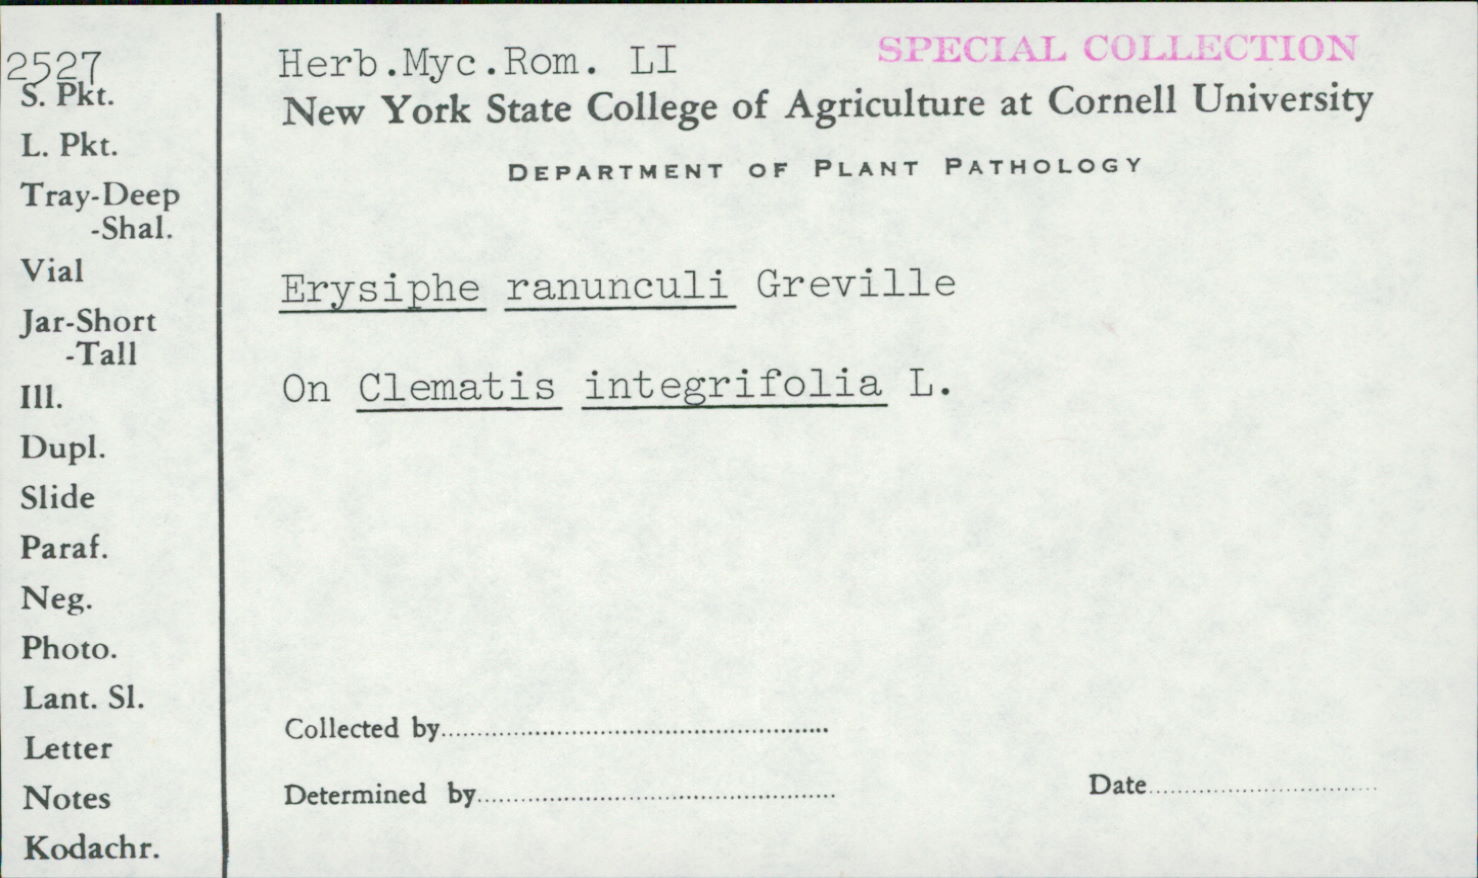 2527
S. Pkt.
L. Pkt.
Tray-Deep
-Shal.
Vial
Jar-Short
-Tall
Ill.
Dupl.
Slide
Paraf.
Neg.
Photo.
Lant. Sl.
Letter
Notes
Kodachr.
Herb.Myc.Rom. LI
SPECIAL COLLECTION
New York State College of Agriculture at Cornell University
DEPARTMENT OF PLANT PATHOLOGY
Erysiphe ranunculi Greville
On Clematis integrifolia L.
Collected by
Determined by
Date